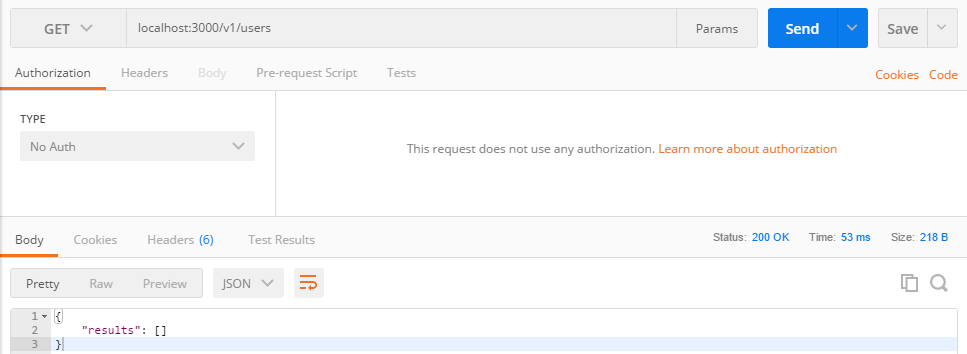 GET localhost:3000/v1/users Params Send Save
Authorization Headers Body Pre-request Script Tests Cookies Code
TYPE
No Auth
This request does not use any authorization. Learn more about authorization
Body Cookies Headers (6) Test Results Status: 200 OK Time: 53 ms Size: 218 B
Pretty Raw Preview JSON
1 {
2 "results": []
3 }